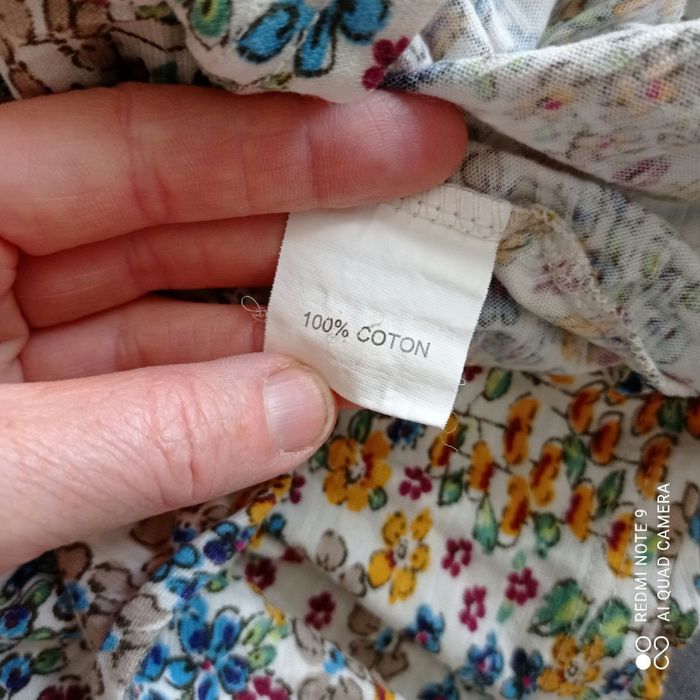 100% COTON
REDMI NOTE 9
AI QUAD CAMERA